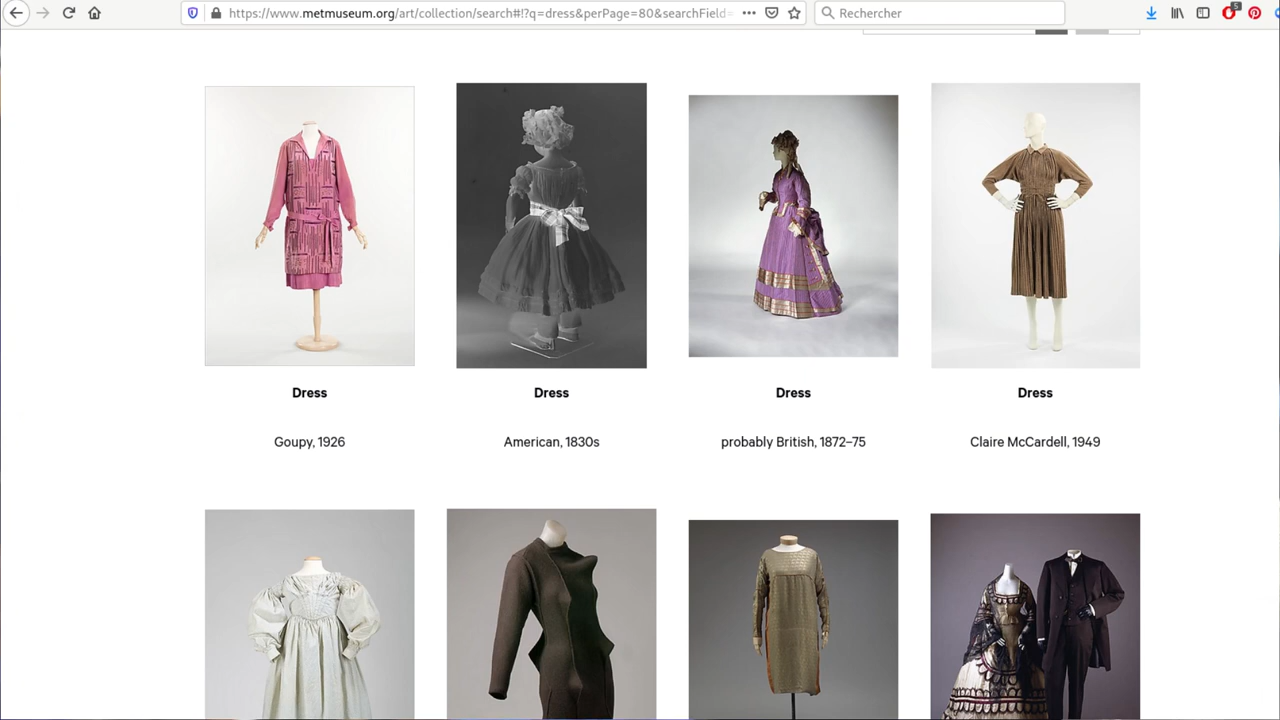 https://www.metmuseum.org/art/collection/search#!?q=dress&perPage=80&searchField=
Rechercher
5
Dress
Dress
Dress
Dress
Goupy, 1926
American, 1830s
probably British, 1872–75
Claire McCardell, 1949